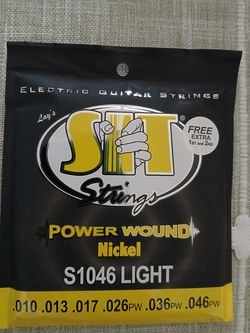 ELECTRIC GUITAR STRINGS
Lay's
SIT®
FREE
EXTRA
1ST and 2ND
Strings
POWER WOUND
Nickel
S1046 LIGHT
.010 .013 .017 .026PW .036PW .046PW